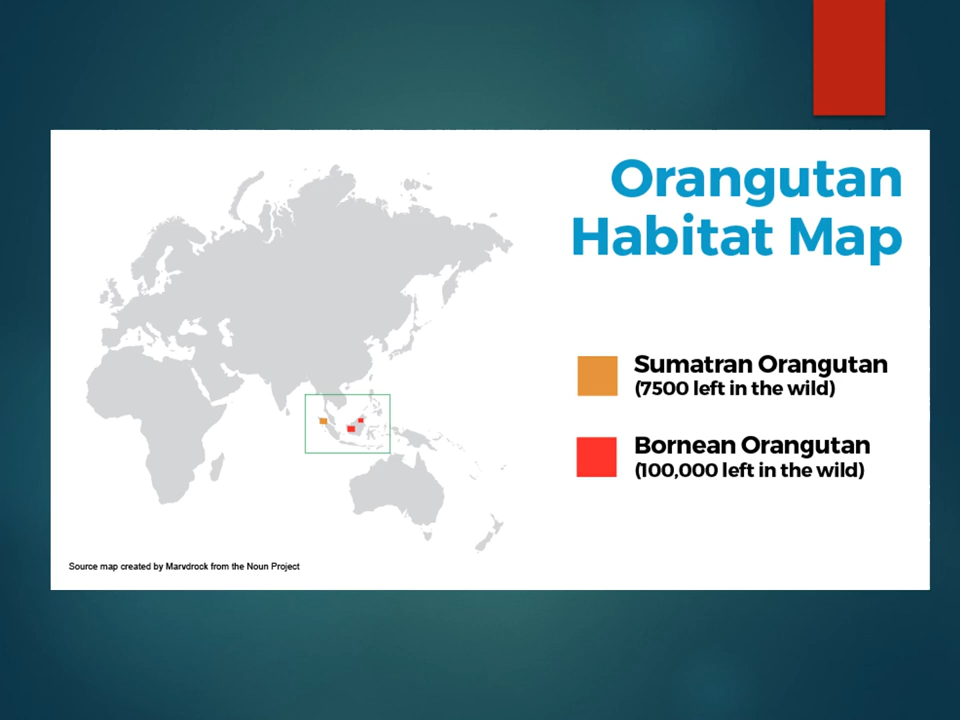 Orangutan
Habitat Map
Sumatran Orangutan
(7500 left in the wild)
Bornean Orangutan
(100,000 left in the wild)
Source map created by Marvdrock from the Noun Project